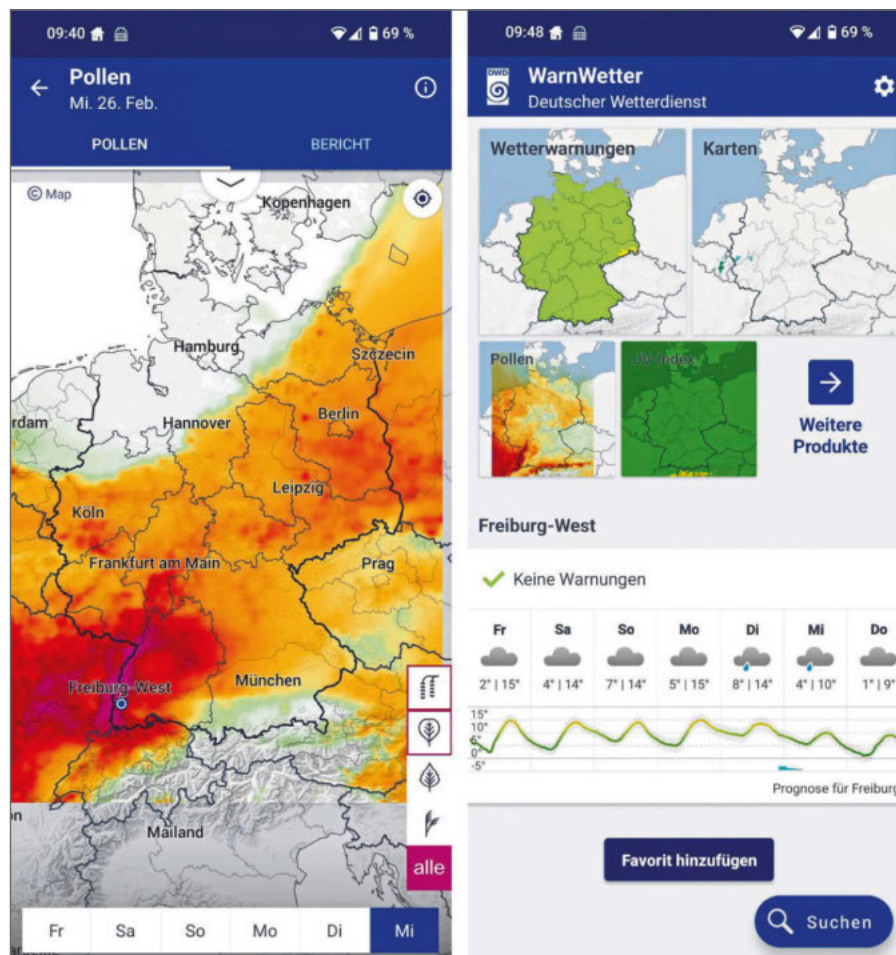 09:40
69 %
Pollen
Mi. 26. Feb.
POLLEN
BERICHT
© Map
Kopenhagen
Hamburg
Szczecin
rdam
Hannover
Berlin
Leipzig
Köln
Frankfurt am Main
Prag
Freiburg-West
München
Mailand
alle
Fr
Sa
So
Mo
Di
Mi
09:48
69 %
DWD
WarnWetter
Deutscher Wetterdienst
Wetterwarnungen
Karten
Pollen
UV-Index
Weitere
Produkte
Freiburg-West
Keine Warnungen
Fr Sa So Mo Di Mi Do
2° | 15° 4° | 14° 7° | 14° 5° | 15° 8° | 14° 4° | 10° 1° | 9°
15°
10°
5°
0°
-5°
Prognose für Freiburg
Favorit hinzufügen
Suchen